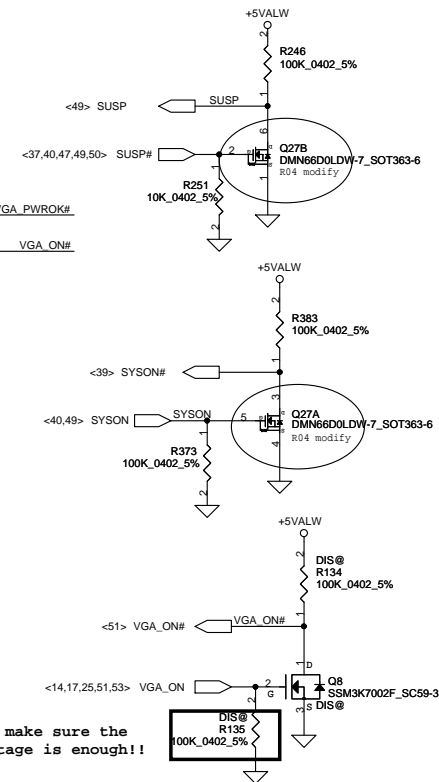 +5VALW
2
R246
100K_0402_5%
1
<49> SUSP
SUSP
6
Q27B
DMN66D0LDW-7_SOT363-6
R04 modify
<37,40,47,49,50> SUSP#
2
1
1
R251
10K_0402_5%
2
VGA_PWROK#
VGA_ON#
+5VALW
2
R383
100K_0402_5%
1
<39> SYSON#
3
Q27A
DMN66D0LDW-7_SOT363-6
R04 modify
<40,49> SYSON
SYSON
5
4
1
R373
100K_0402_5%
2
+5VALW
2
DIS@
R134
100K_0402_5%
1
<51> VGA_ON#
VGA_ON#
1
D
Q8
SSM3K7002F_SC59-3
DIS@
<14,17,25,51,53> VGA_ON
2
G
3
S
2
DIS@
R135
100K_0402_5%
1
make sure the
tage is enough!!